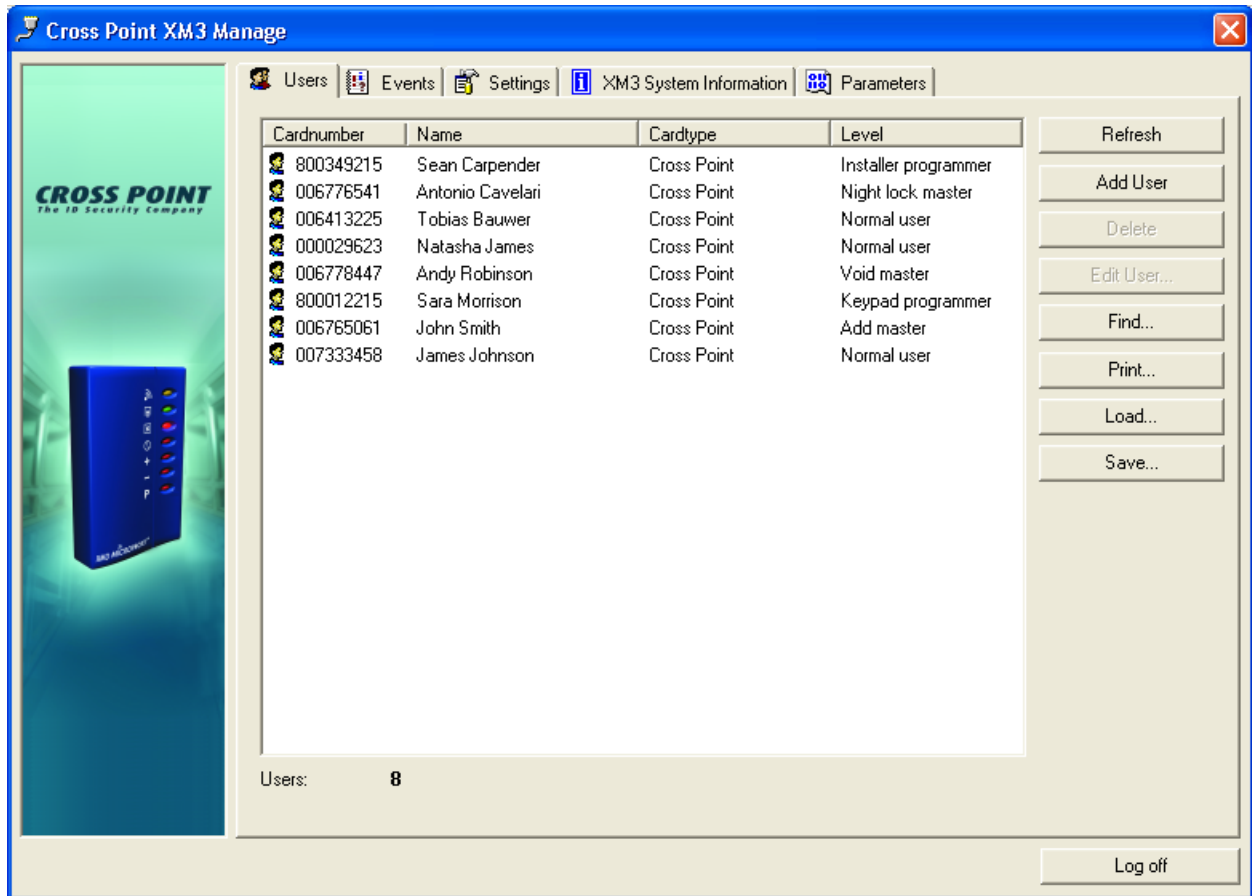 Cross Point XM3 Manage
Users Events Settings XM3 System Information Parameters
CROSS POINT
The ID Security Company
Cardnumber Name Cardtype Level
800349215 Sean Carpender Cross Point Installer programmer
006776541 Antonio Cavelari Cross Point Night lock master
006413225 Tobias Bauwer Cross Point Normal user
000029623 Natasha James Cross Point Normal user
006778447 Andy Robinson Cross Point Void master
800012215 Sara Morrison Cross Point Keypad programmer
006765061 John Smith Cross Point Add master
007333458 James Johnson Cross Point Normal user
Refresh
Add User
Delete
Edit User...
Find...
Print...
Load...
Save...
+
-
P
XM3 MICROPROX™
Users: 8
Log off